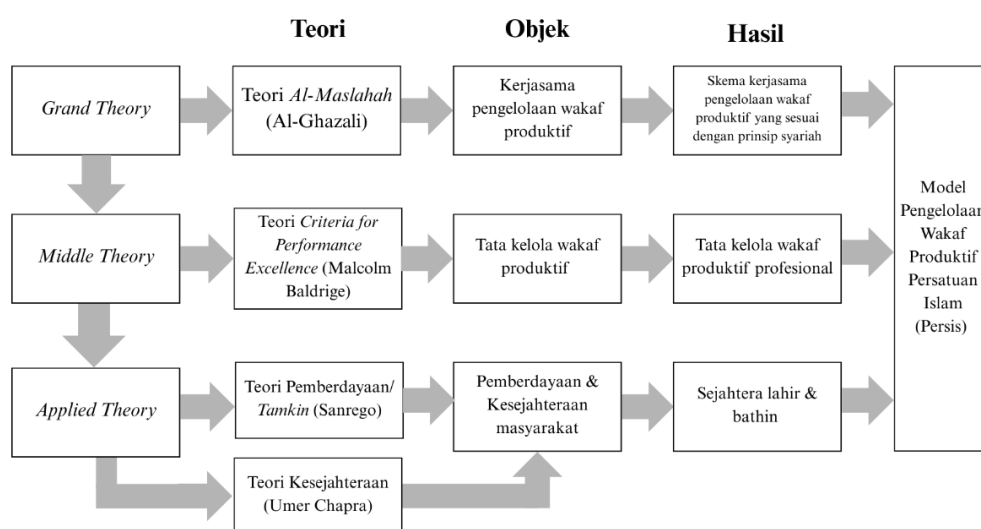 Teori
Objek
Hasil
Grand Theory
Teori Al-Maslahah
(Al-Ghazali)
Kerjasama
pengelolaan wakaf
produktif
Skema kerjasama
pengelolaan wakaf
produktif yang sesuai
dengan prinsip syariah
Middle Theory
Teori Criteria for
Performance
Excellence (Malcolm
Baldrige)
Tata kelola wakaf
produktif
Tata kelola wakaf
produktif profesional
Applied Theory
Teori Pemberdayaan/
Tamkin (Sanrego)
Pemberdayaan &
Kesejahteraan
masyarakat
Sejahtera lahir &
bathin
Teori Kesejahteraan
(Umer Chapra)
Model
Pengelolaan
Wakaf
Produktif
Persatuan
Islam
(Persis)